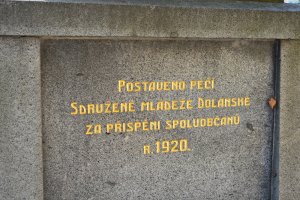 POSTAVENO PÉČÍ
SDRUŽENÉ MLÁDEŽE DOLANSKÉ
ZA PŘISPĚNÍ SPOLUOBČANŮ
R. 1920.